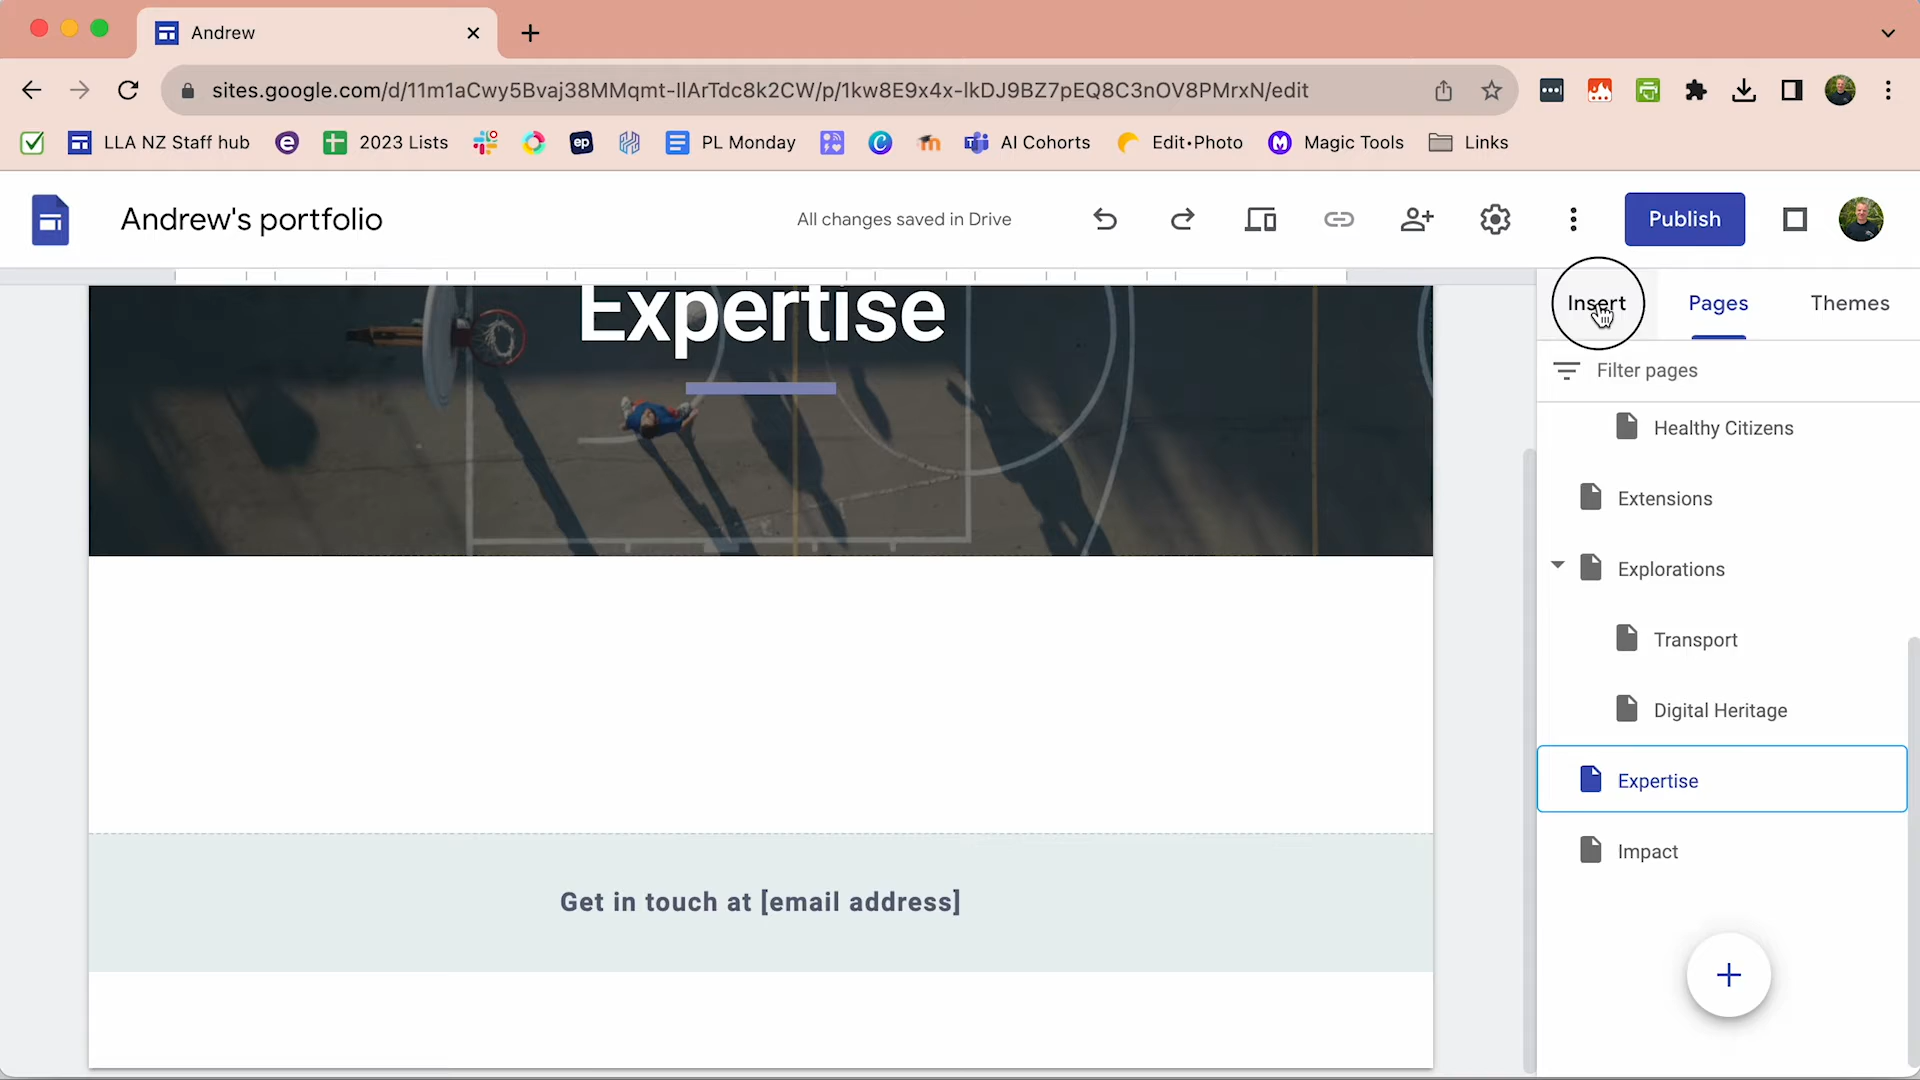 Andrew
sites.google.com/d/11m1aCwy5Bvaj38MMqmt-IlArTdc8k2CW/p/1kw8E9x4x-lkDJ9BZ7pEQ8C3nOV8PMrxN/edit
LLA NZ Staff hub
2023 Lists
ep
PL Monday
AI Cohorts
Edit•Photo
Magic Tools
Links
Andrew's portfolio
All changes saved in Drive
Publish
Insert
Pages
Themes
Expertise
Filter pages
Healthy Citizens
Extensions
Explorations
Transport
Digital Heritage
Expertise
Impact
Get in touch at [email address]